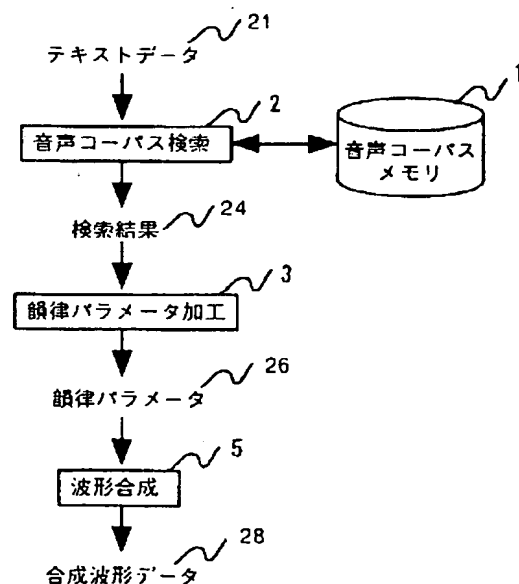 21
テキストデータ
2
1
音声コーパス検索
音声コーパス
メモリ
24
検索結果
3
韻律パラメータ加工
26
韻律パラメータ
5
波形合成
28
合成波形データ